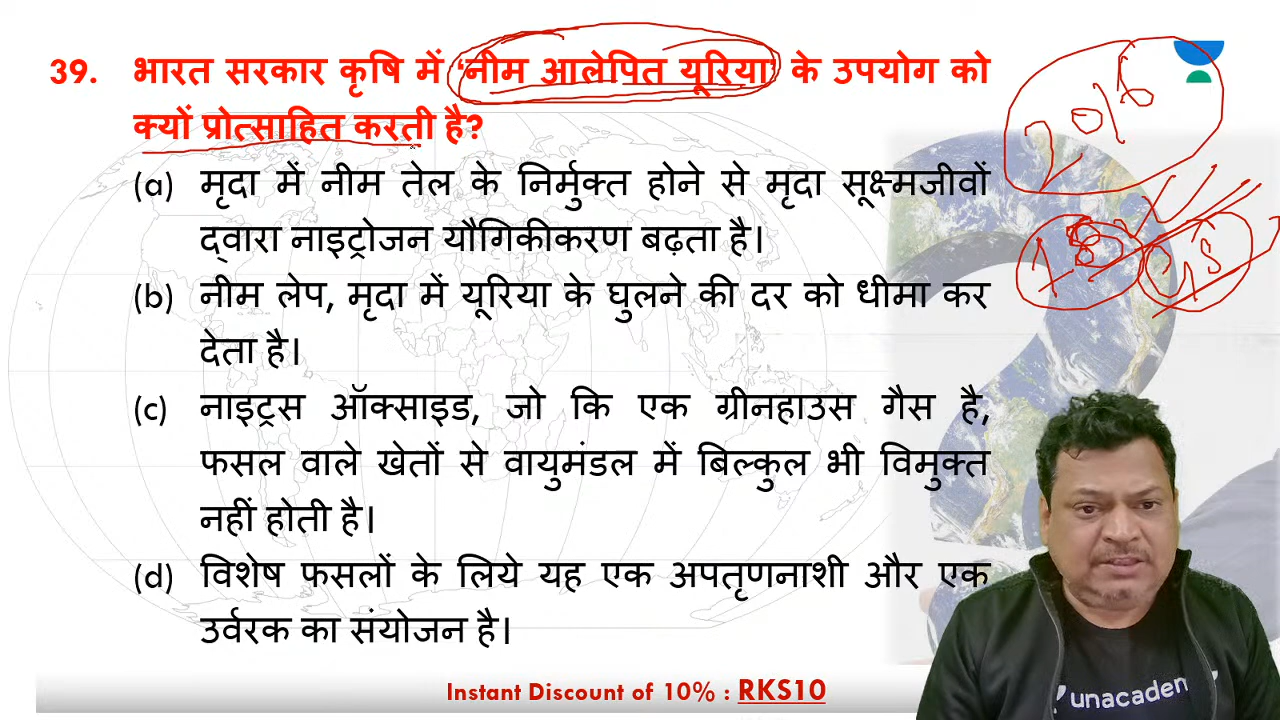 39. भारत सरकार कृषि में ‘नीम आलेपित यूरिया’ के उपयोग को
क्यों प्रोत्साहित करती है?
(a) मृदा में नीम तेल के निर्मुक्त होने से मृदा सूक्ष्मजीवों
द्वारा नाइट्रोजन यौगिकीकरण बढ़ता है।
(b) नीम लेप, मृदा में यूरिया के घुलने की दर को धीमा कर
देता है।
(c) नाइट्रस ऑक्साइड, जो कि एक ग्रीनहाउस गैस है,
फसल वाले खेतों से वायुमंडल में बिल्कुल भी विमुक्त
नहीं होती है।
(d) विशेष फसलों के लिये यह एक अपतृणनाशी और एक
उर्वरक का संयोजन है।
Instant Discount of 10% : RKS10
unacadem